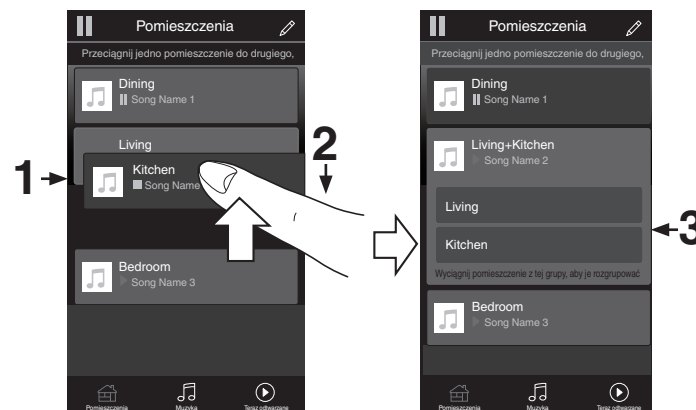 Pomieszczenia
Przeciągnij jedno pomieszczenie do drugiego,
Dining
Song Name 1
Living
Kitchen
Song Name
Bedroom
Song Name 3
Pomieszczenia
Muzyka
Teraz odtwarzane
1
2
Pomieszczenia
Przeciągnij jedno pomieszczenie do drugiego,
Dining
Song Name 1
Living+Kitchen
Song Name 2
Living
Kitchen
Wyciągnij pomieszczenie z tej grupy, aby je rozgrupować
Bedroom
Song Name 3
Pomieszczenia
Muzyka
Teraz odtwarzane
3